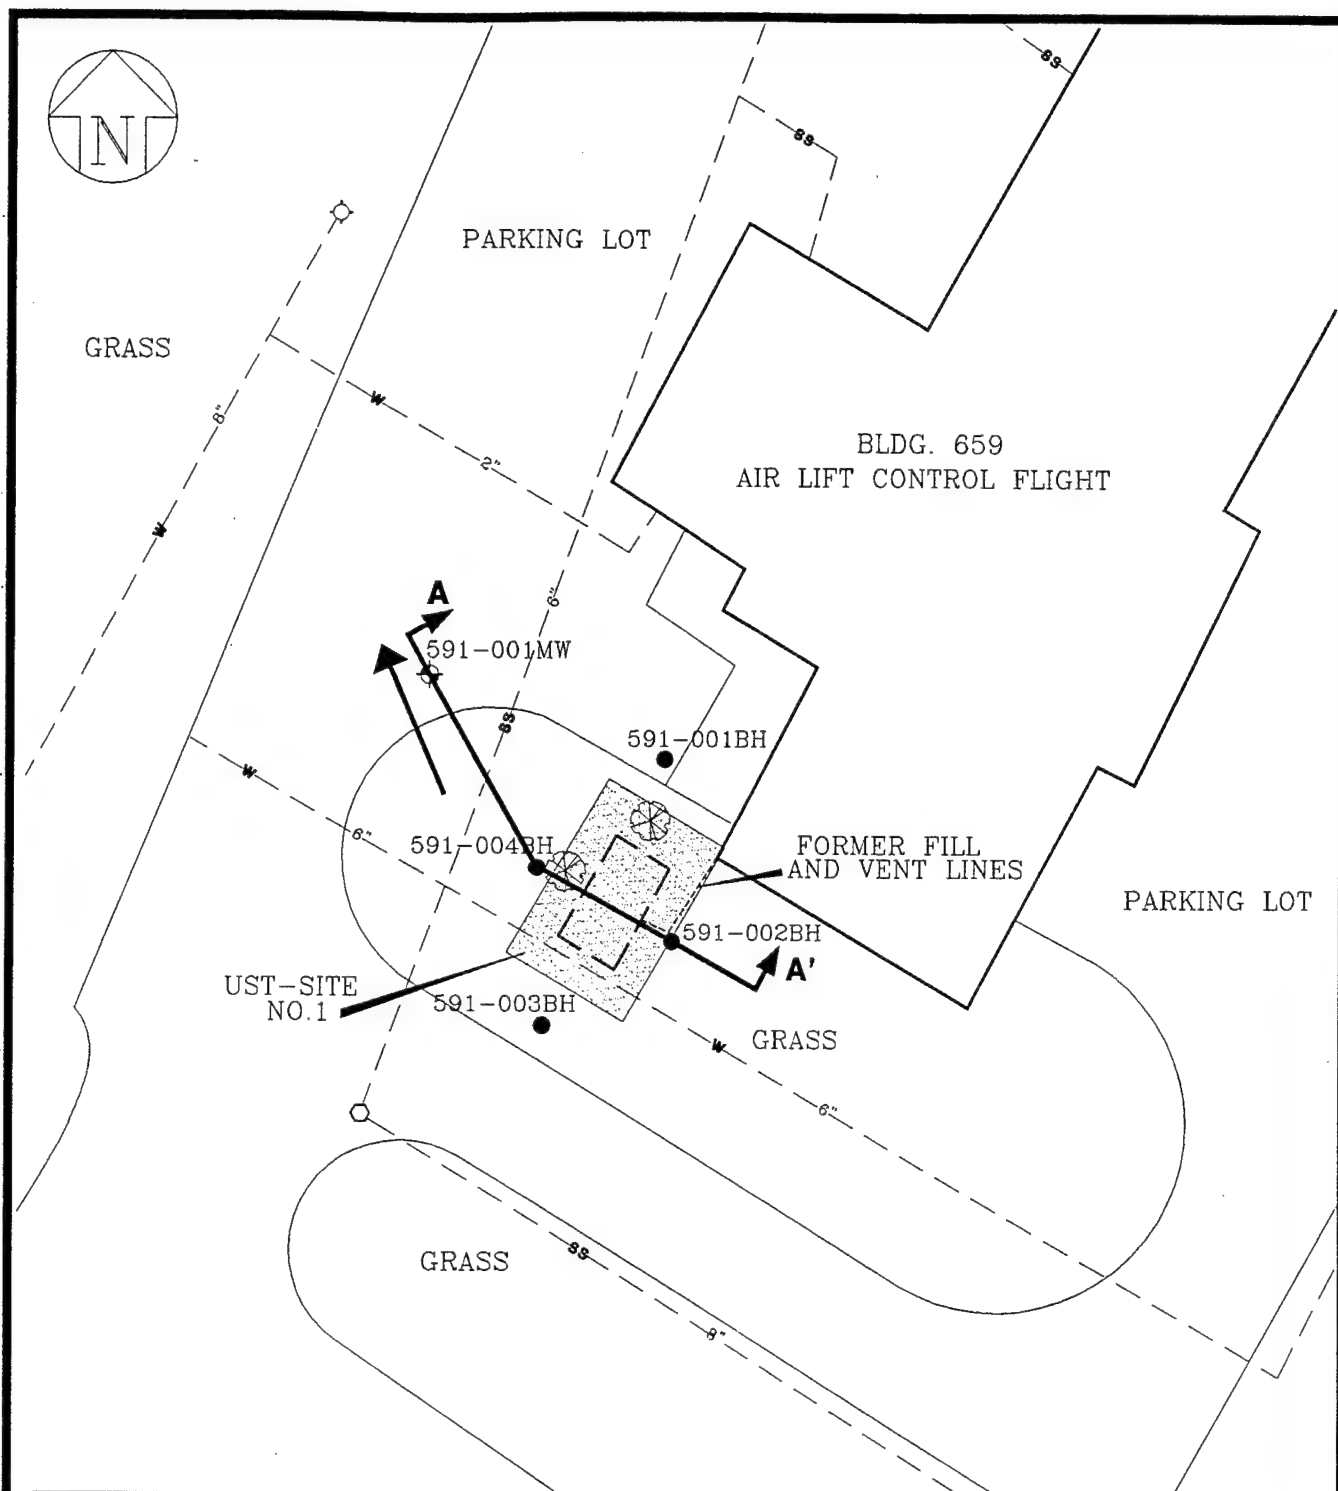 N
SS
SS
PARKING LOT
GRASS
W
8"
2"
BLDG. 659
AIR LIFT CONTROL FLIGHT
W
6"
A
591-001MW
SS
591-001BH
W
6"
591-004BH
FORMER FILL
AND VENT LINES
PARKING LOT
591-002BH
A'
UST-SITE
NO.1
591-003BH
W
GRASS
6"
SS
GRASS
8"